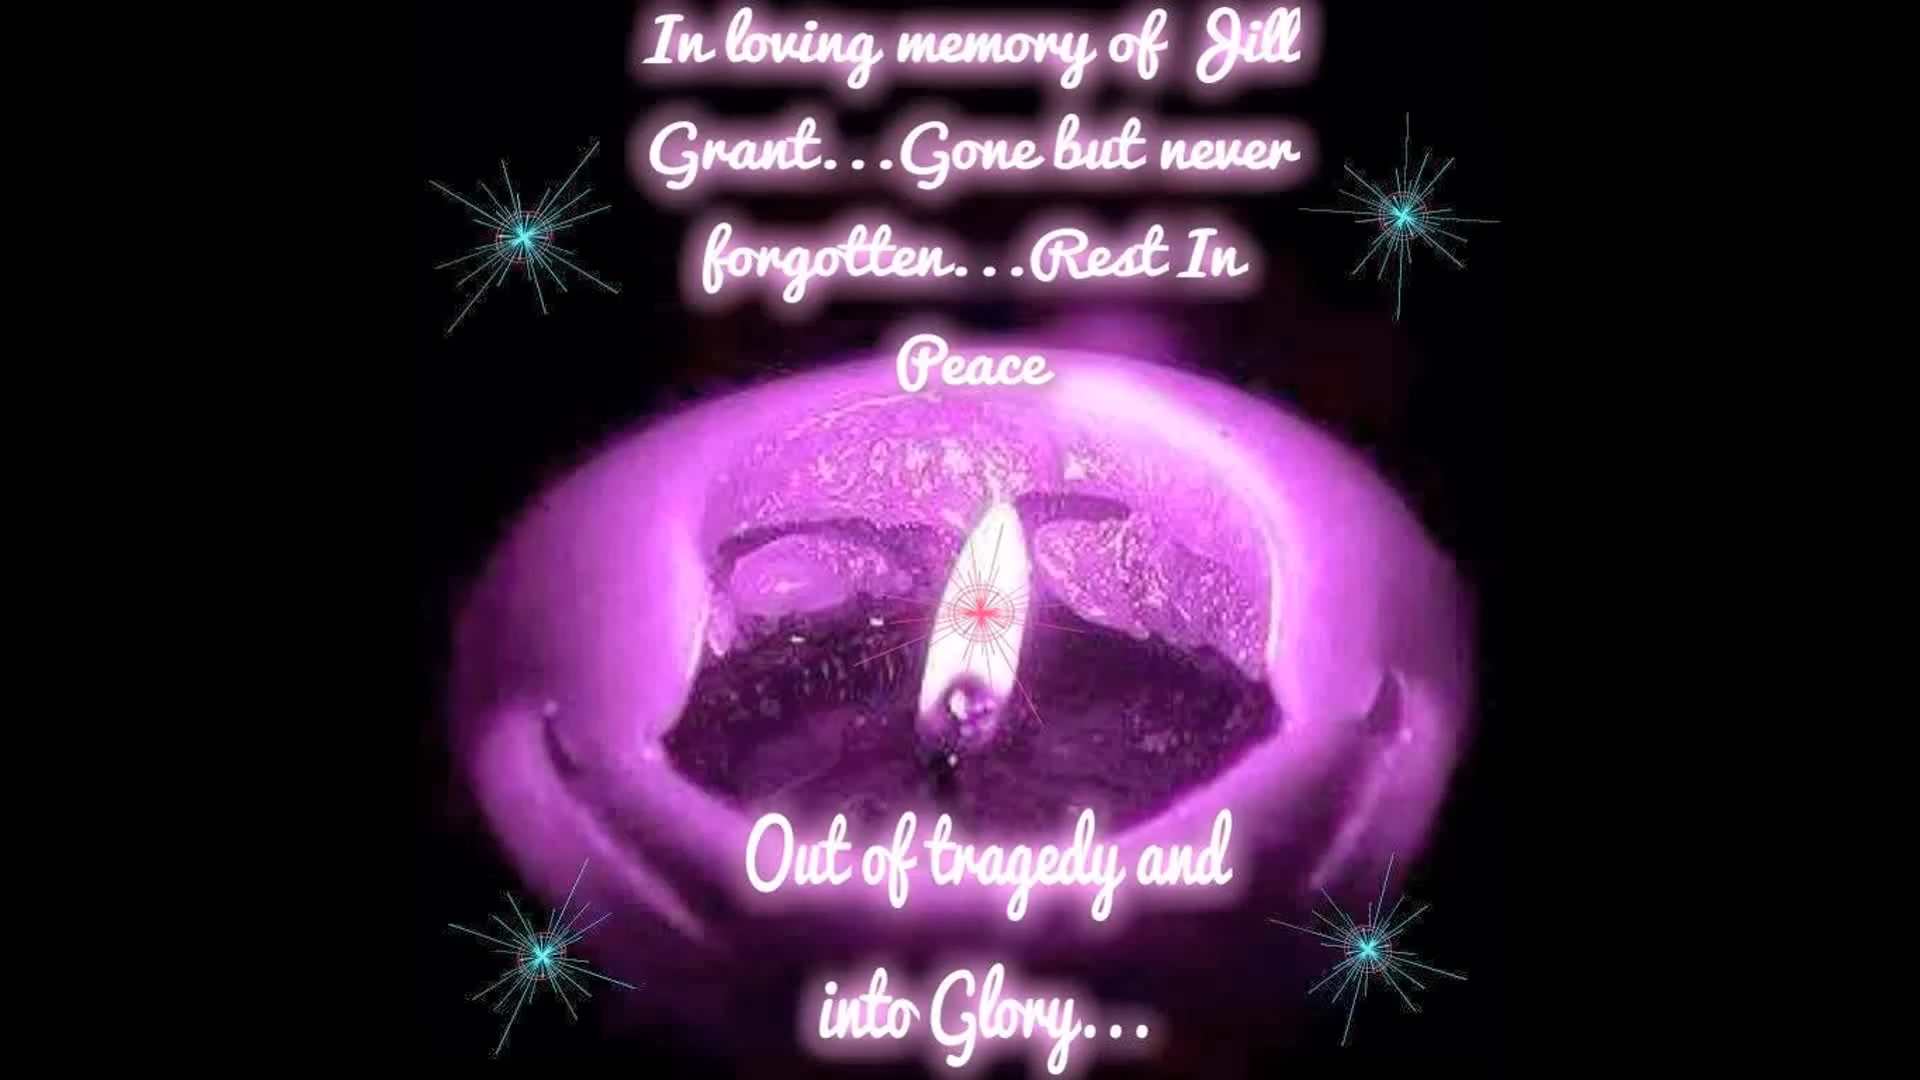 In loving memory of Jill
Grant...Gone but never
forgotten...Rest In
Peace
Out of tragedy and
into Glory...